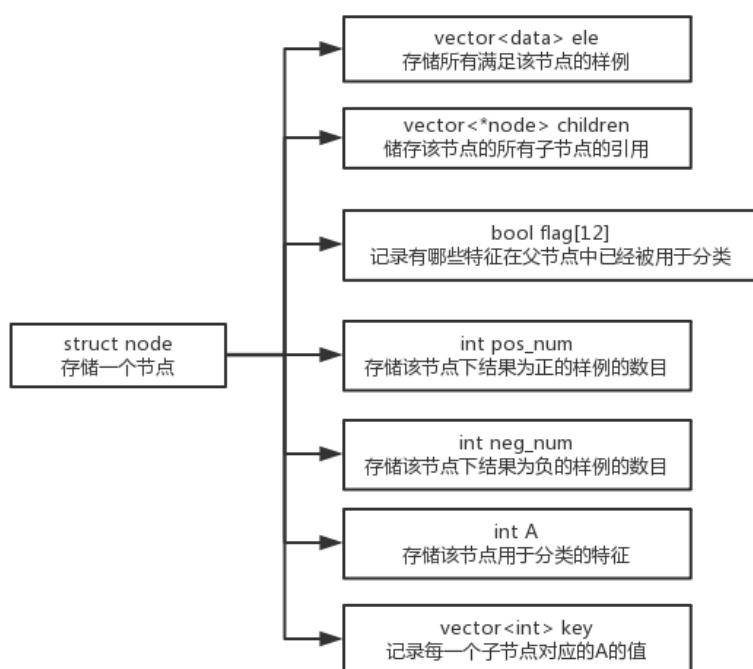 vector<data> ele
存储所有满足该节点的样例
vector<*node> children
储存该节点的所有子节点的引用
bool flag[12]
记录有哪些特征在父节点中已经被用于分类
struct node
存储一个节点
int pos_num
存储该节点下结果为正的样例的数目
int neg_num
存储该节点下结果为负的样例的数目
int A
存储该节点用于分类的特征
vector<int> key
记录每一个子节点对应的A的值